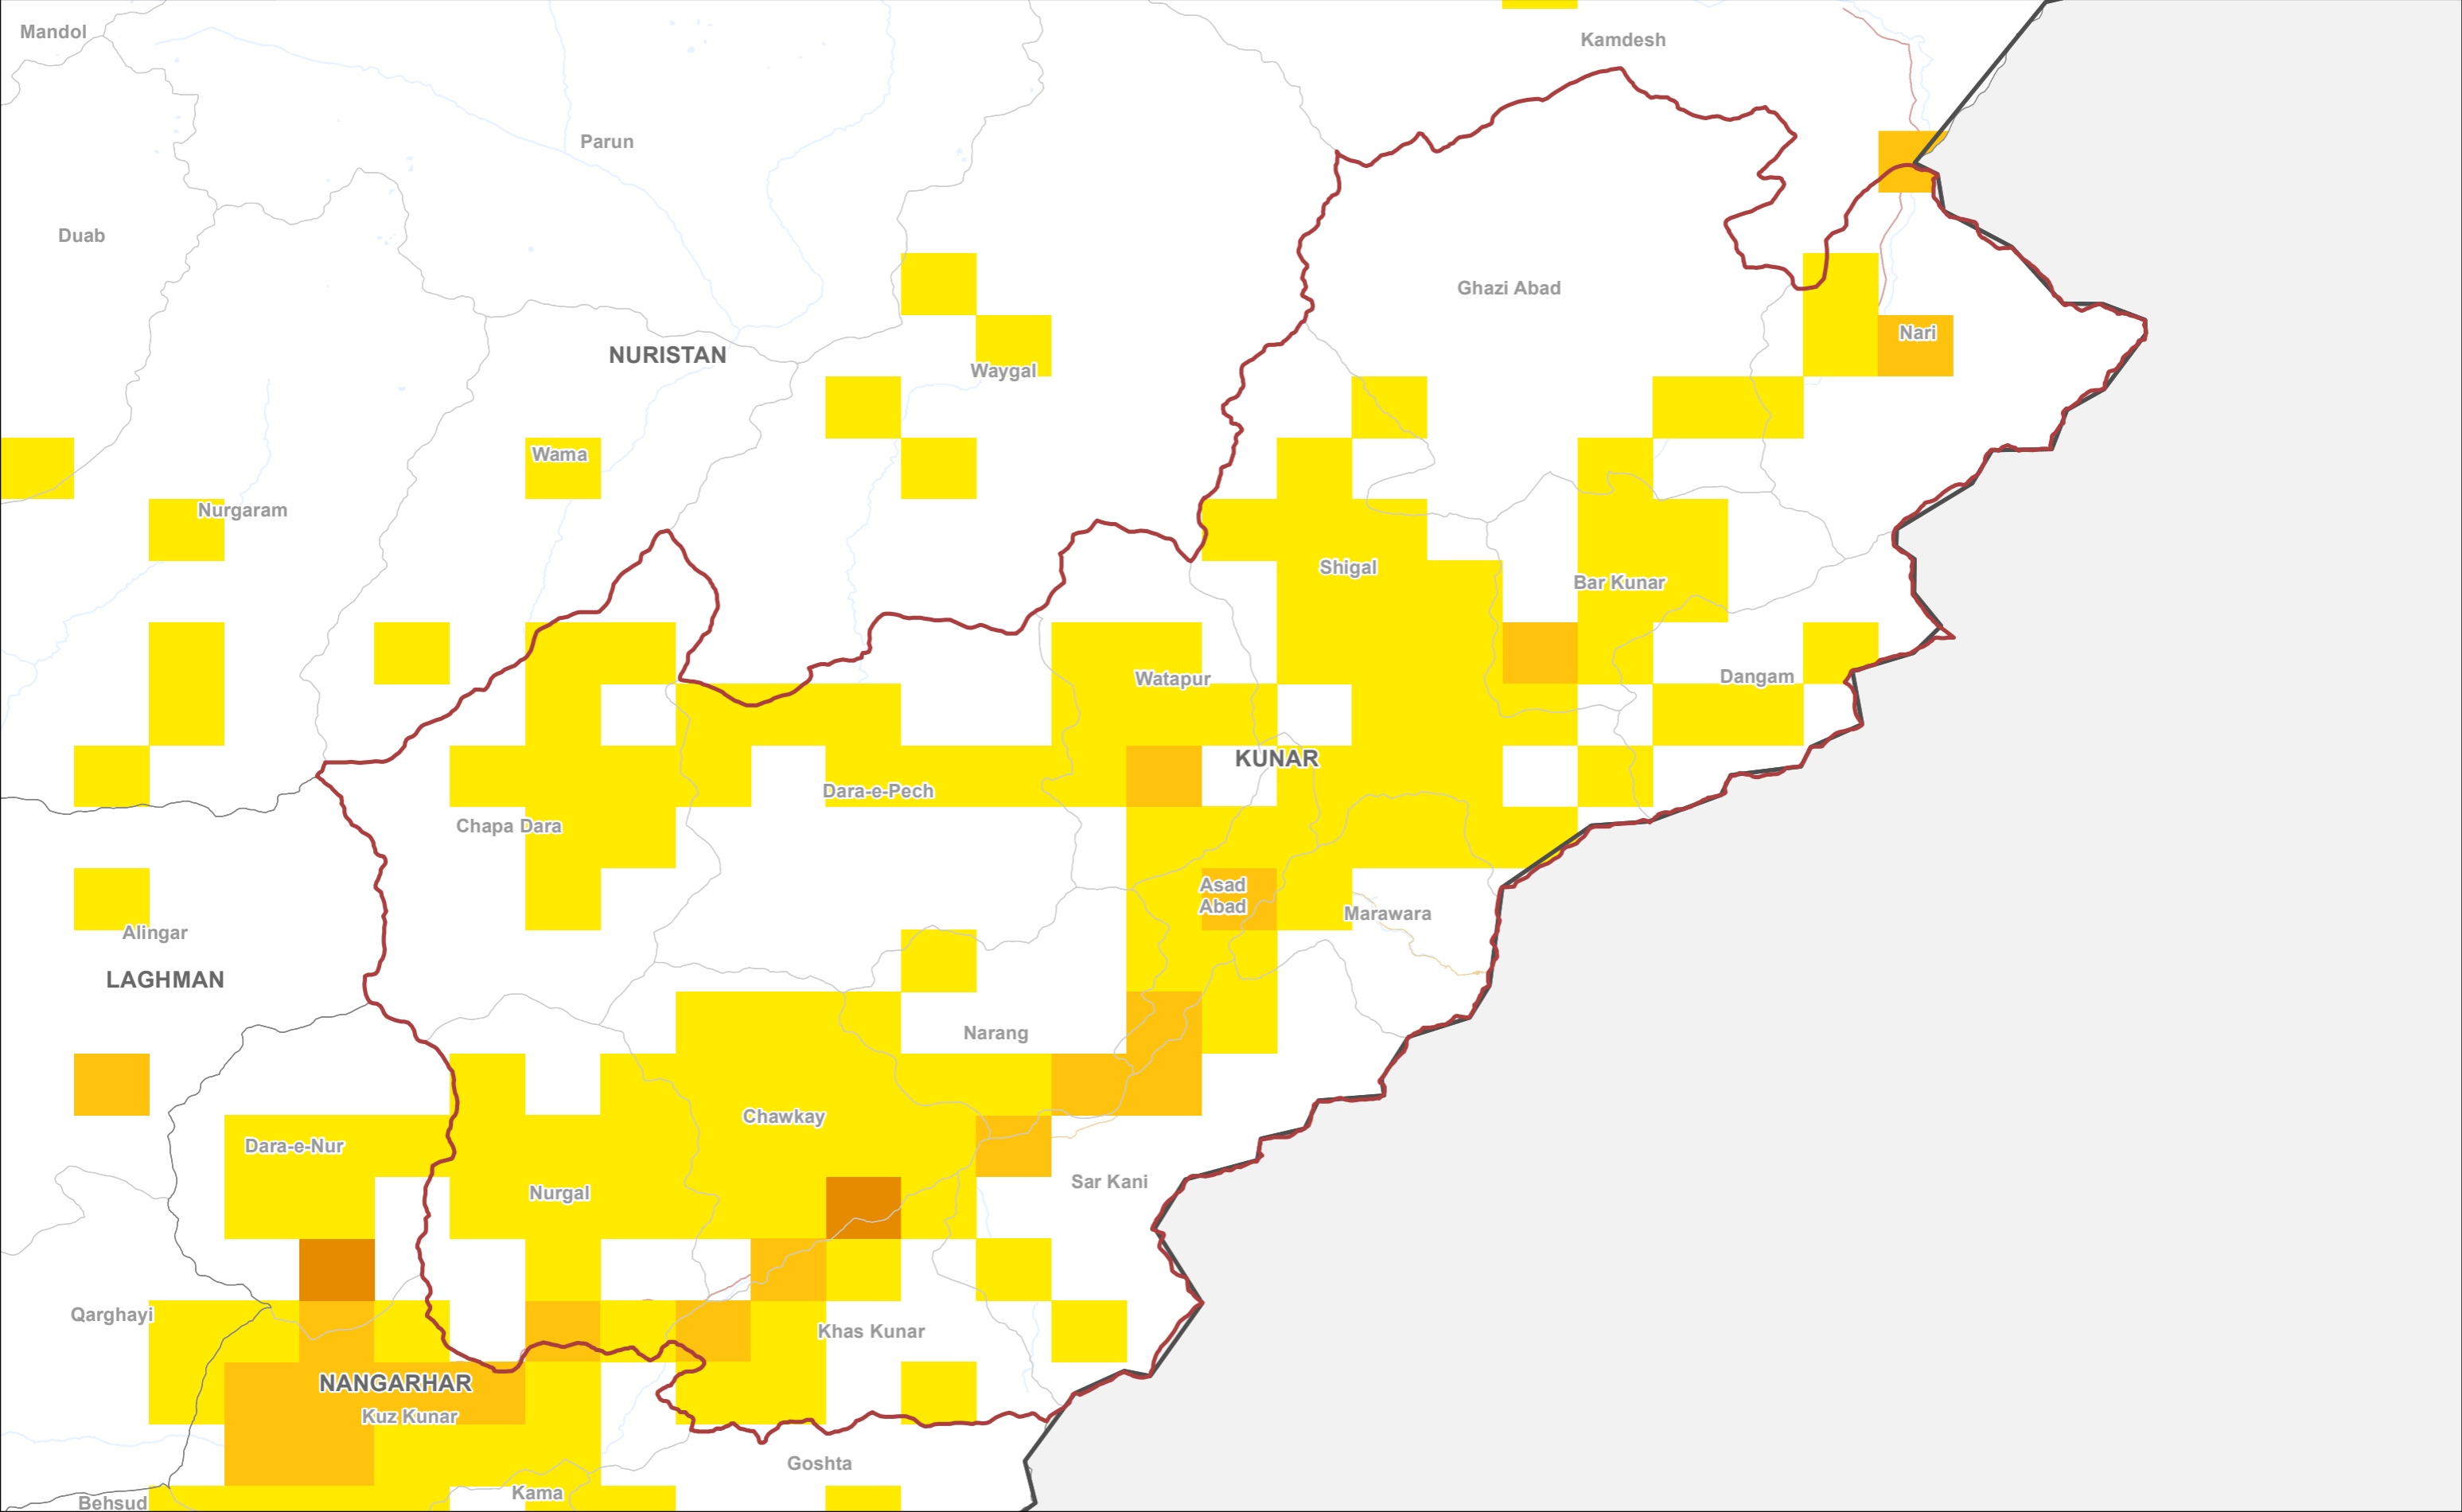 Mandol
Kamdesh
Parun
Duab
Ghazi Abad
Nari
NURISTAN
Waygal
Wama
Nurgaram
Shigal
Bar Kunar
Watapur
Dangam
KUNAR
Dara-e-Pech
Chapa Dara
Asad
Abad
Marawara
Alingar
LAGHMAN
Narang
Chawkay
Dara-e-Nur
Sar Kani
Nurgal
Qarghayi
Khas Kunar
NANGARHAR
Kuz Kunar
Goshta
Kama
Behsud